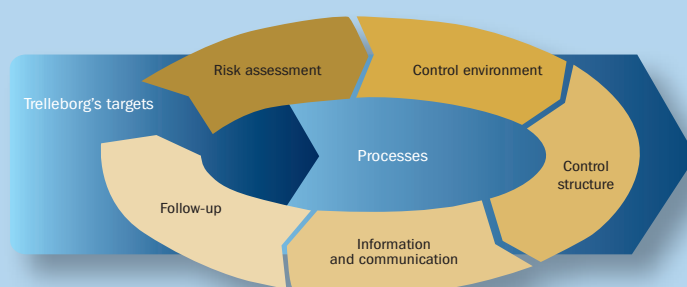 Risk assessment
Control environment
Trelleborg's targets
Processes
Control
structure
Follow-up
Information
and communication